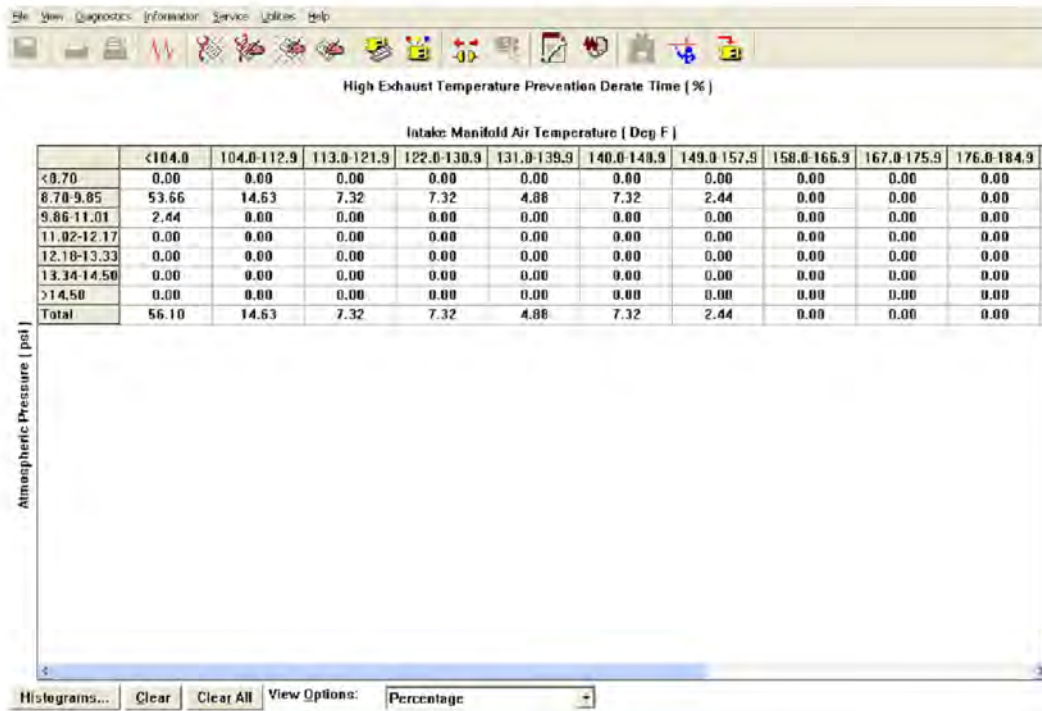 File View Diagnostics Information Service Utilities Help
High Exhaust Temperature Prevention Derate Time ( % )
Intake Manifold Air Temperature ( Deg F )
<104.0 104.0-112.9 113.0-121.9 122.0-130.9 131.0-139.9 140.0-148.9 149.0-157.9 158.0-166.9 167.0-175.9 176.0-184.9
<8.70 0.00 0.00 0.00 0.00 0.00 0.00 0.00 0.00 0.00 0.00
8.70-9.85 53.66 14.63 7.32 7.32 4.88 7.32 2.44 0.00 0.00 0.00
9.86-11.01 2.44 0.00 0.00 0.00 0.00 0.00 0.00 0.00 0.00 0.00
11.02-12.17 0.00 0.00 0.00 0.00 0.00 0.00 0.00 0.00 0.00 0.00
12.18-13.33 0.00 0.00 0.00 0.00 0.00 0.00 0.00 0.00 0.00 0.00
13.34-14.50 0.00 0.00 0.00 0.00 0.00 0.00 0.00 0.00 0.00 0.00
>14.50 0.00 0.00 0.00 0.00 0.00 0.00 0.00 0.00 0.00 0.00
Total 56.10 14.63 7.32 7.32 4.88 7.32 2.44 0.00 0.00 0.00
Atmospheric Pressure ( psi )
Histograms... Clear Clear All View Options: Percentage